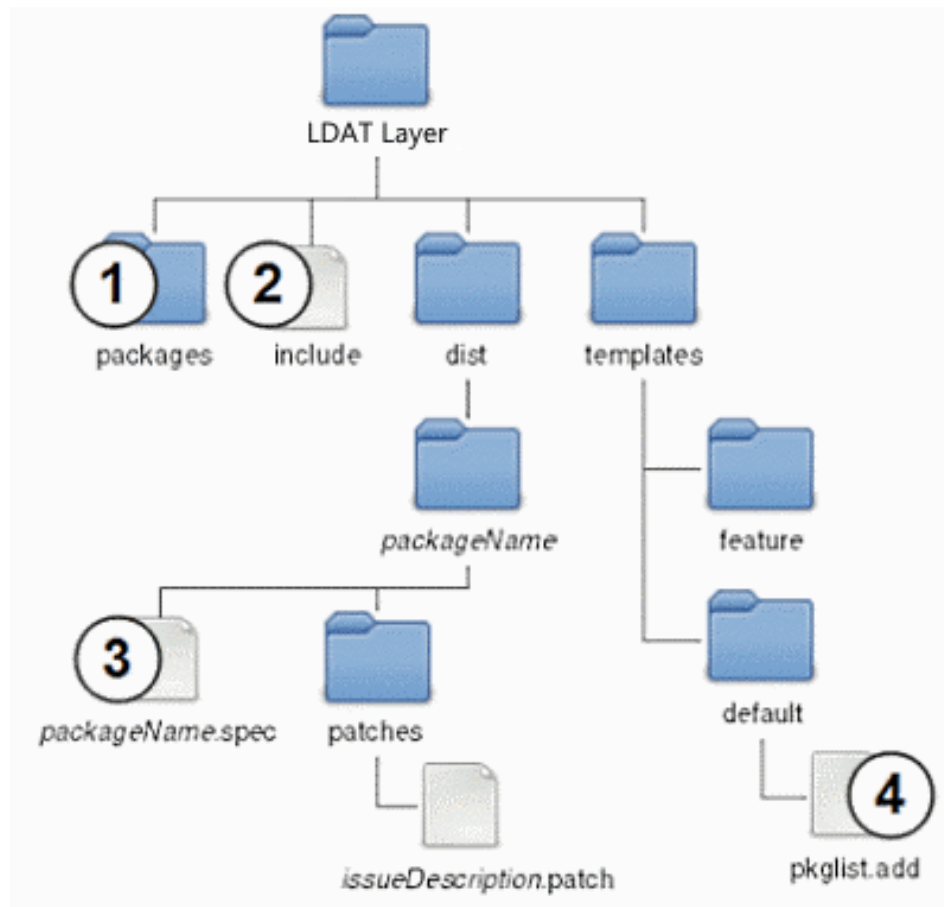 LDAT Layer
1
2
packages
include
dist
templates
packageName
feature
3
packageName.spec
patches
default
4
issueDescription.patch
pkglist.add